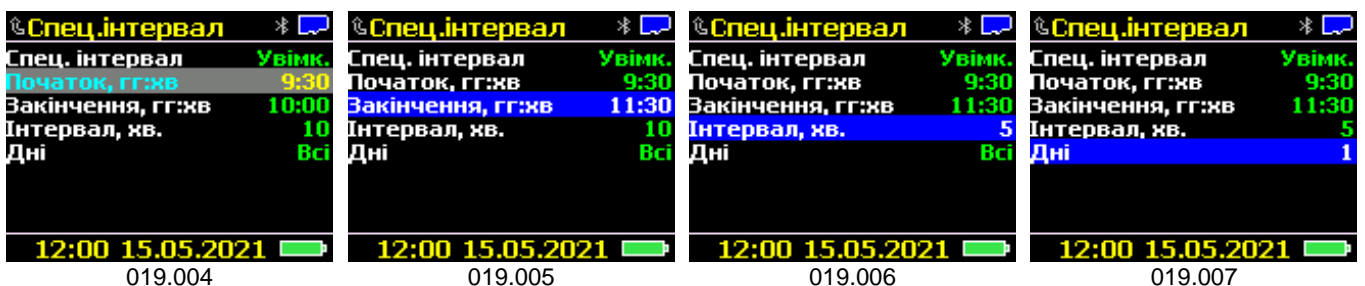 Спец.інтервал
Спец. інтервал Увімк.
Початок, гг:хв 9:30
Закінчення, гг:хв 10:00
Інтервал, хв. 10
Дні Всі
12:00 15.05.2021
019.004
Спец.інтервал
Спец. інтервал Увімк.
Початок, гг:хв 9:30
Закінчення, гг:хв 11:30
Інтервал, хв. 10
Дні Всі
12:00 15.05.2021
019.005
Спец.інтервал
Спец. інтервал Увімк.
Початок, гг:хв 9:30
Закінчення, гг:хв 11:30
Інтервал, хв. 5
Дні Всі
12:00 15.05.2021
019.006
Спец.інтервал
Спец. інтервал Увімк.
Початок, гг:хв 9:30
Закінчення, гг:хв 11:30
Інтервал, хв. 5
Дні 1
12:00 15.05.2021
019.007